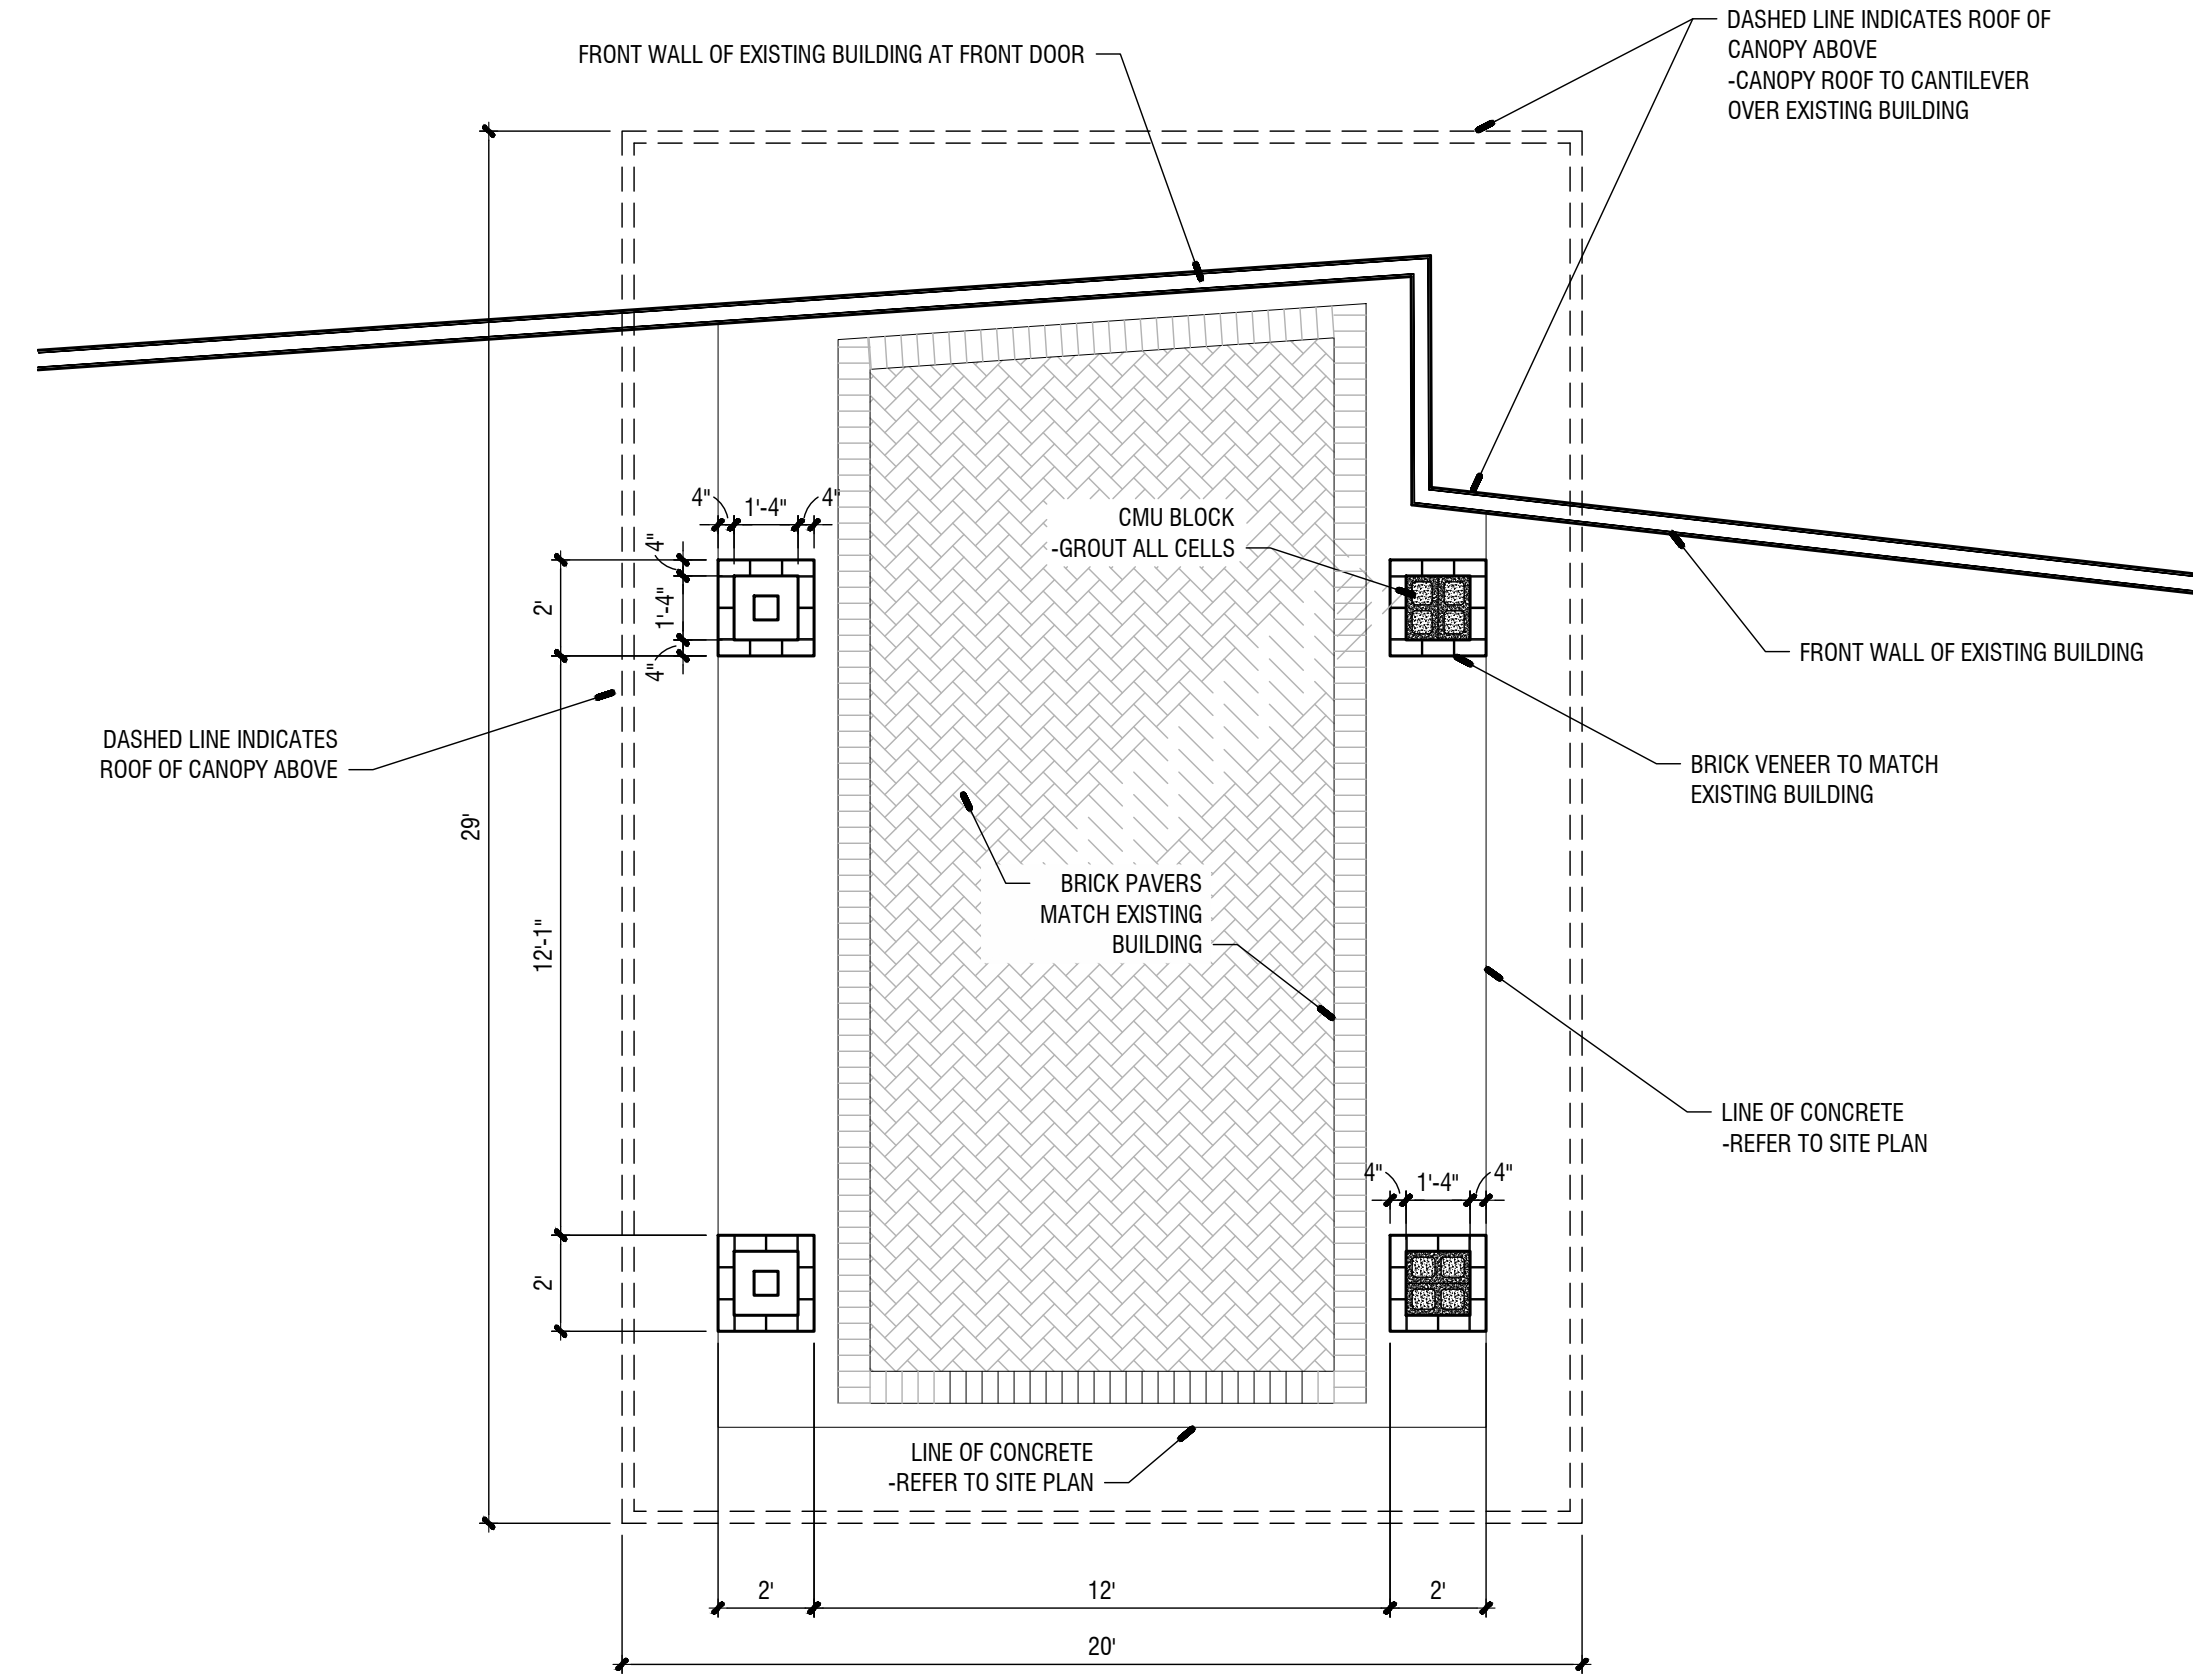 DASHED LINE INDICATES ROOF OF
CANOPY ABOVE
-CANOPY ROOF TO CANTILEVER
OVER EXISTING BUILDING
FRONT WALL OF EXISTING BUILDING AT FRONT DOOR
4"
1'-4"
4"
CMU BLOCK
-GROUT ALL CELLS
4"
1'-4"
4"
2'
FRONT WALL OF EXISTING BUILDING
DASHED LINE INDICATES
ROOF OF CANOPY ABOVE
BRICK VENEER TO MATCH
EXISTING BUILDING
29'
12'-1"
BRICK PAVERS
MATCH EXISTING
BUILDING
LINE OF CONCRETE
-REFER TO SITE PLAN
4"
1'-4"
4"
2'
LINE OF CONCRETE
-REFER TO SITE PLAN
2'
12'
2'
20'